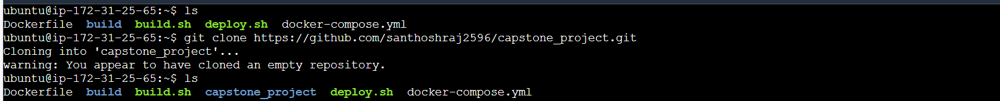 ubuntu@ip-172-31-25-65:~$ ls
Dockerfile  build  build.sh  deploy.sh  docker-compose.yml
ubuntu@ip-172-31-25-65:~$ git clone https://github.com/santhoshraj2596/capstone_project.git
Cloning into 'capstone_project'...
warning: You appear to have cloned an empty repository.
ubuntu@ip-172-31-25-65:~$ ls
Dockerfile  build  build.sh  capstone_project  deploy.sh  docker-compose.yml